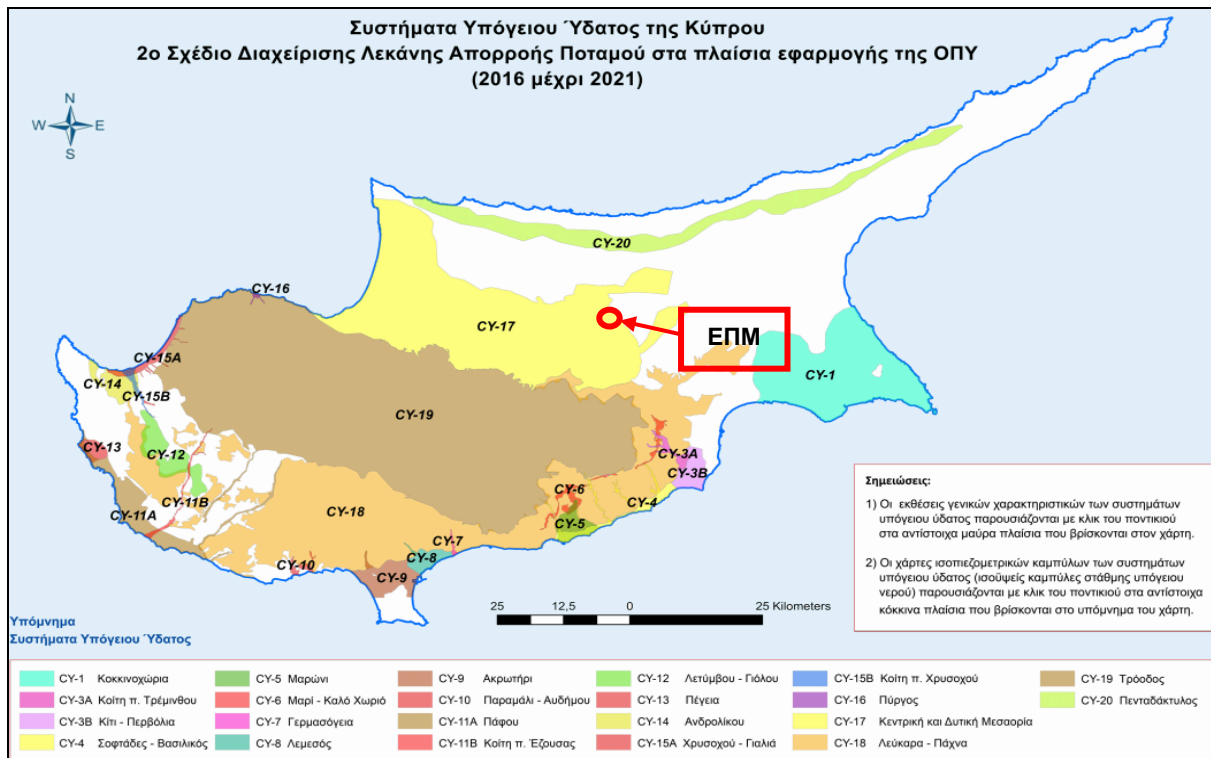 Συστήματα Υπόγειου Ύδατος της Κύπρου
2ο Σχέδιο Διαχείρισης Λεκάνης Απορροής Ποταμού στα πλαίσια εφαρμογής της ΟΠΥ
(2016 μέχρι 2021)
N
W E
S
CY-20
CY-16
CY-17
ΕΠΜ
CY-15A
CY-1
CY-14
CY-15B
CY-19
CY-13
CY-12
CY-3A
CY-3B
CY-6
CY-4
CY-11B
CY-11A
CY-18
CY-5
CY-7
CY-8
CY-10
CY-9
Σημειώσεις:
1) Οι εκθέσεις γενικών χαρακτηριστικών των συστημάτων
υπόγειου ύδατος παρουσιάζονται με κλικ του ποντικιού
στα αντίστοιχα μαύρα πλαίσια που βρίσκονται στον χάρτη.
2) Οι χάρτες ισοπιεζομετρικών καμπύλων των συστημάτων
υπόγειου ύδατος (ισοϋψείς καμπύλες στάθμης υπόγειου
νερού) παρουσιάζονται με κλικ του ποντικιού στα αντίστοιχα
κόκκινα πλαίσια που βρίσκονται στο υπόμνημα του χάρτη.
25 12,5 0 25 Kilometers
Υπόμνημα
Συστήματα Υπόγειου Ύδατος
CY-1 Κοκκινοχώρια
CY-3A Κοίτη π. Τρέμινθου
CY-3B Κίτι - Περβόλια
CY-4 Σοφτάδες - Βασιλικός
CY-5 Μαρώνι
CY-6 Μαρί - Καλό Χωριό
CY-7 Γερμασόγεια
CY-8 Λεμεσός
CY-9 Ακρωτήρι
CY-10 Παραμάλι - Αυδήμου
CY-11A Πάφου
CY-11B Κοίτη π. Έζουσας
CY-12 Λετύμβου - Γιόλου
CY-13 Πέγεια
CY-14 Ανδρολίκου
CY-15A Χρυσοχού - Γιαλιά
CY-15B Κοίτη π. Χρυσοχού
CY-16 Πύργος
CY-17 Κεντρική και Δυτική Μεσαορία
CY-18 Λεύκαρα - Πάχνα
CY-19 Τρόοδος
CY-20 Πενταδάκτυλος